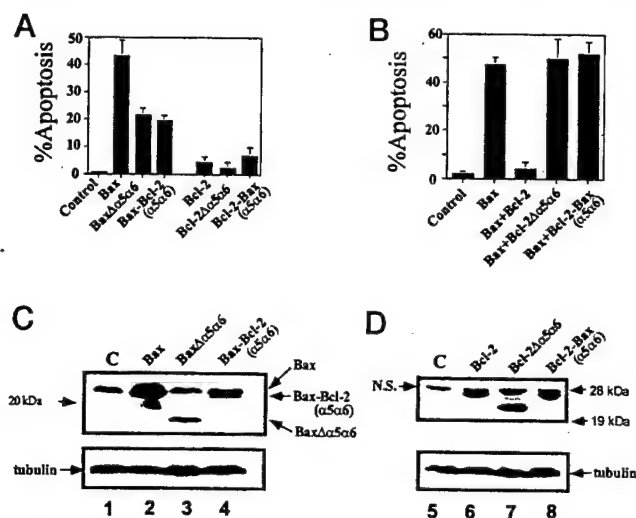 A
%Apoptosis
50
40
30
20
10
0
Control
Bax
BaxΔα5α6
Bax-Bcl-2
(α5α6)
Bcl-2
Bcl-2Δα5α6
Bcl-2-Bax
(α5α6)
B
%Apoptosis
60
40
20
0
Control
Bax
Bax+Bcl-2
Bax+Bcl-2Δα5α6
Bax+Bcl-2-Bax
(α5α6)
C
C
Bax
BaxΔα5α6
Bax-Bcl-2
(α5α6)
20 kDa
Bax
Bax-Bcl-2
(α5α6)
BaxΔα5α6
tubulin
1 2 3 4
D
C
Bcl-2
Bcl-2Δα5α6
Bcl-2-Bax
(α5α6)
N.S.
28 kDa
19 kDa
tubulin
5 6 7 8